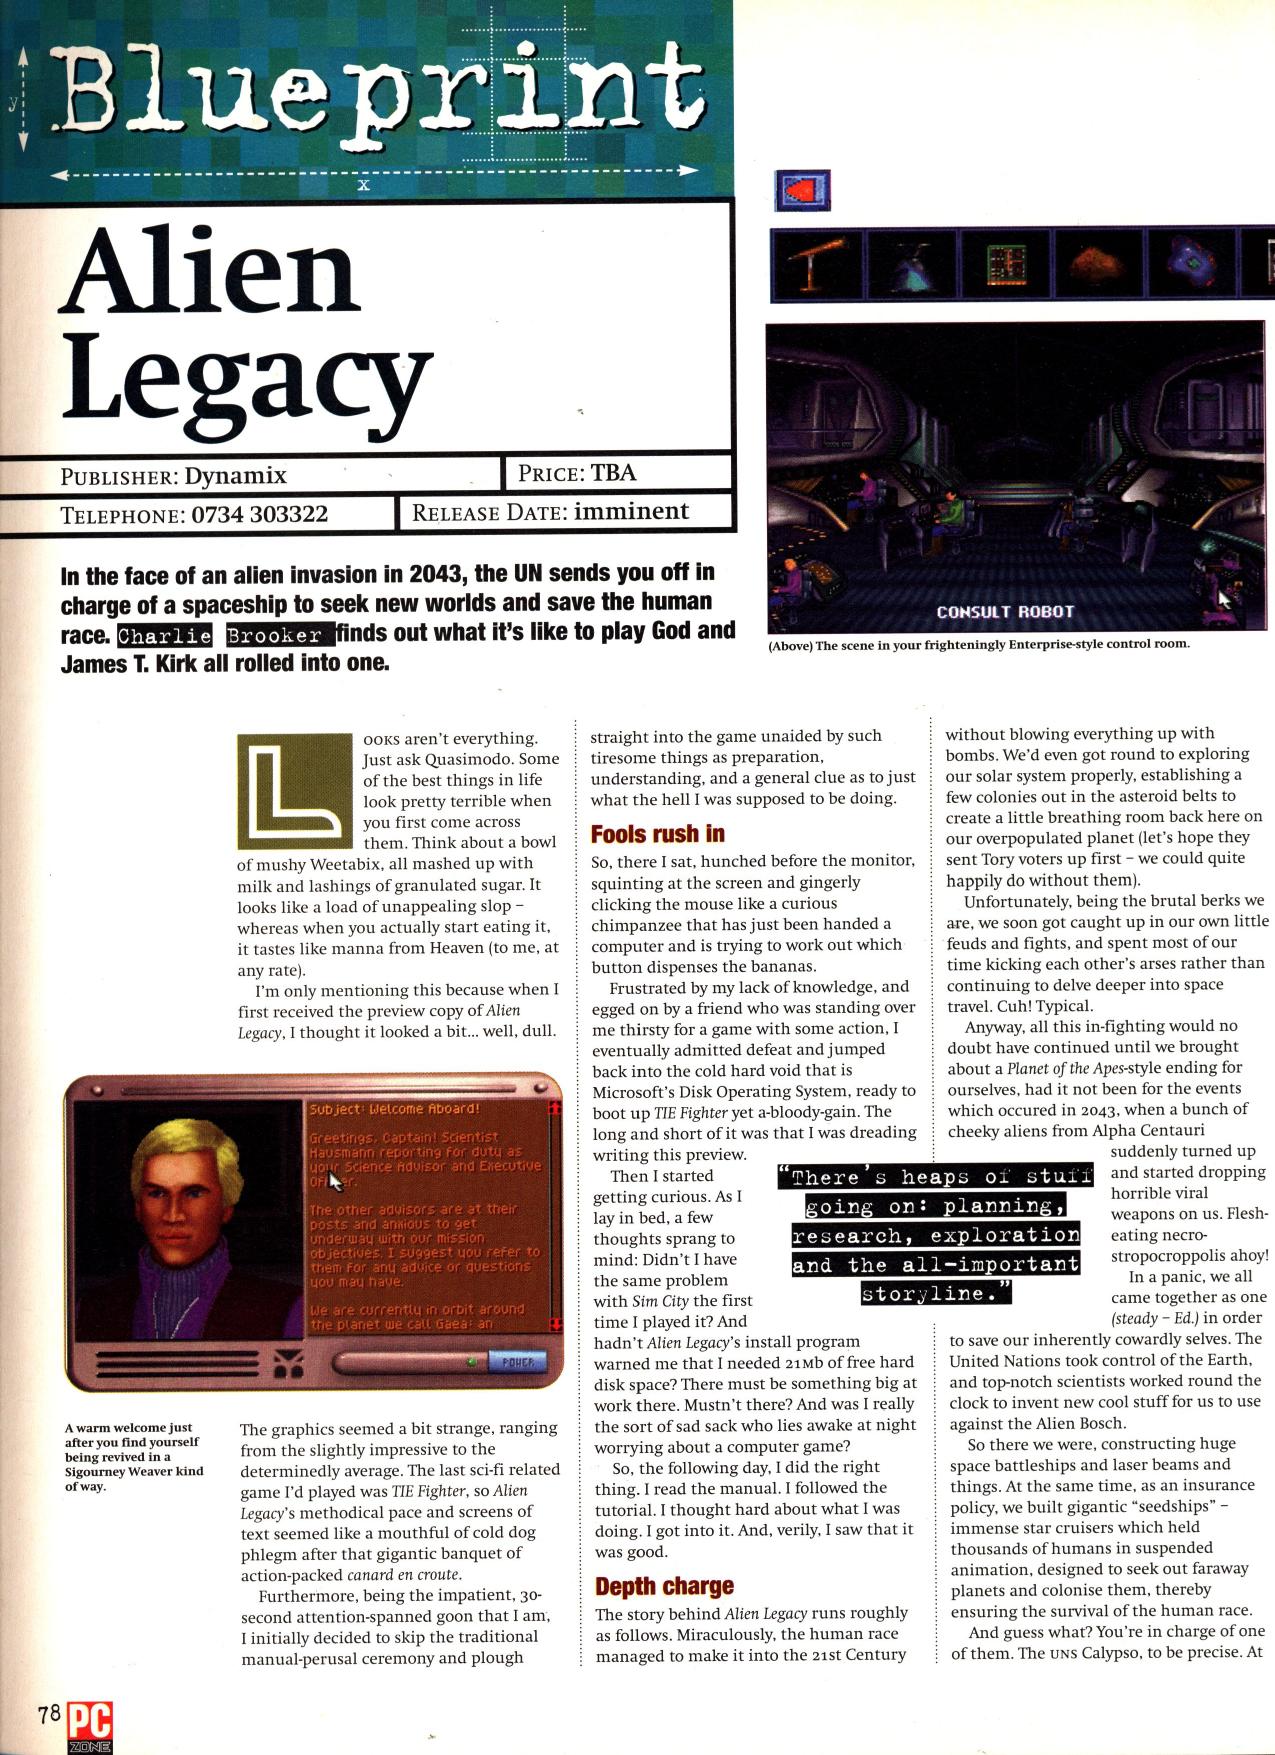 Blueprint
y
x
Alien
Legacy
PUBLISHER: Dynamix
PRICE: TBA
TELEPHONE: 0734 303322
RELEASE DATE: imminent
In the face of an alien invasion in 2043, the UN sends you off in
charge of a spaceship to seek new worlds and save the human
race. Charlie Brooker finds out what it's like to play God and
James T. Kirk all rolled into one.
CONSULT ROBOT
(Above) The scene in your frighteningly Enterprise-style control room.
LOOKS aren't everything.
Just ask Quasimodo. Some
of the best things in life
look pretty terrible when
you first come across
them. Think about a bowl
of mushy Weetabix, all mashed up with
milk and lashings of granulated sugar. It
looks like a load of unappealing slop –
whereas when you actually start eating it,
it tastes like manna from Heaven (to me, at
any rate).
I'm only mentioning this because when I
first received the preview copy of Alien
Legacy, I thought it looked a bit... well, dull.
Subject: Welcome Aboard!
Greetings, Captain! Scientist
Hausmann reporting for duty as
your Science Advisor and Executive
Officer.
The other advisors are at their
posts and anxious to get
underway with our mission
objectives. I suggest you refer to
them for any advice or questions
you may have.
We are currently in orbit around
the planet we call Gaea: an
POWER
A warm welcome just
after you find yourself
being revived in a
Sigourney Weaver kind
of way.
The graphics seemed a bit strange, ranging
from the slightly impressive to the
determinedly average. The last sci-fi related
game I'd played was TIE Fighter, so Alien
Legacy's methodical pace and screens of
text seemed like a mouthful of cold dog
phlegm after that gigantic banquet of
action-packed canard en croute.
Furthermore, being the impatient, 30-
second attention-spanned goon that I am,
I initially decided to skip the traditional
manual-perusal ceremony and plough
straight into the game unaided by such
tiresome things as preparation,
understanding, and a general clue as to just
what the hell I was supposed to be doing.
Fools rush in
So, there I sat, hunched before the monitor,
squinting at the screen and gingerly
clicking the mouse like a curious
chimpanzee that has just been handed a
computer and is trying to work out which
button dispenses the bananas.
Frustrated by my lack of knowledge, and
egged on by a friend who was standing over
me thirsty for a game with some action, I
eventually admitted defeat and jumped
back into the cold hard void that is
Microsoft's Disk Operating System, ready to
boot up TIE Fighter yet a-bloody-gain. The
long and short of it was that I was dreading
writing this preview.
Then I started
getting curious. As I
lay in bed, a few
thoughts sprang to
mind: Didn't I have
the same problem
with Sim City the first
time I played it? And
hadn't Alien Legacy's install program
warned me that I needed 21Mb of free hard
disk space? There must be something big at
work there. Mustn't there? And was I really
the sort of sad sack who lies awake at night
worrying about a computer game?
So, the following day, I did the right
thing. I read the manual. I followed the
tutorial. I thought hard about what I was
doing. I got into it. And, verily, I saw that it
was good.
Depth charge
The story behind Alien Legacy runs roughly
as follows. Miraculously, the human race
managed to make it into the 21st Century
"There's heaps of stuff
going on: planning,
research, exploration
and the all-important
storyline."
without blowing everything up with
bombs. We'd even got round to exploring
our solar system properly, establishing a
few colonies out in the asteroid belts to
create a little breathing room back here on
our overpopulated planet (let's hope they
sent Tory voters up first – we could quite
happily do without them).
Unfortunately, being the brutal berks we
are, we soon got caught up in our own little
feuds and fights, and spent most of our
time kicking each other's arses rather than
continuing to delve deeper into space
travel. Cuh! Typical.
Anyway, all this in-fighting would no
doubt have continued until we brought
about a Planet of the Apes-style ending for
ourselves, had it not been for the events
which occured in 2043, when a bunch of
cheeky aliens from Alpha Centauri
suddenly turned up
and started dropping
horrible viral
weapons on us. Flesh-
eating necro-
stropocroppolis ahoy!
In a panic, we all
came together as one
(steady – Ed.) in order
to save our inherently cowardly selves. The
United Nations took control of the Earth,
and top-notch scientists worked round the
clock to invent new cool stuff for us to use
against the Alien Bosch.
So there we were, constructing huge
space battleships and laser beams and
things. At the same time, as an insurance
policy, we built gigantic "seedships" –
immense star cruisers which held
thousands of humans in suspended
animation, designed to seek out faraway
planets and colonise them, thereby
ensuring the survival of the human race.
And guess what? You're in charge of one
of them. The UNS Calypso, to be precise. At
78 PC
ZONE